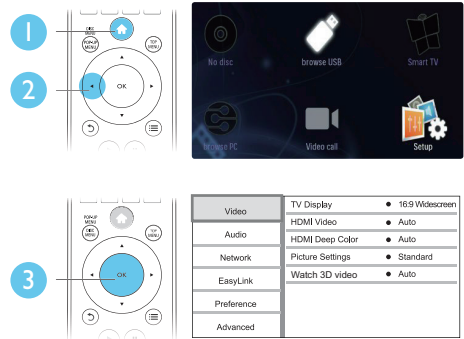 1
DISC
MENU
POP-UP
MENU
TOP
MENU
2
OK
No disc
browse USB
Smart TV
browse PC
Video call
Setup
POP-UP
MENU
DISC
MENU
TOP
MENU
3
OK
Video
Audio
Network
EasyLink
Preference
Advanced
TV Display ● 16:9 Widescreen
HDMI Video ● Auto
HDMI Deep Color ● Auto
Picture Settings ● Standard
Watch 3D video ● Auto